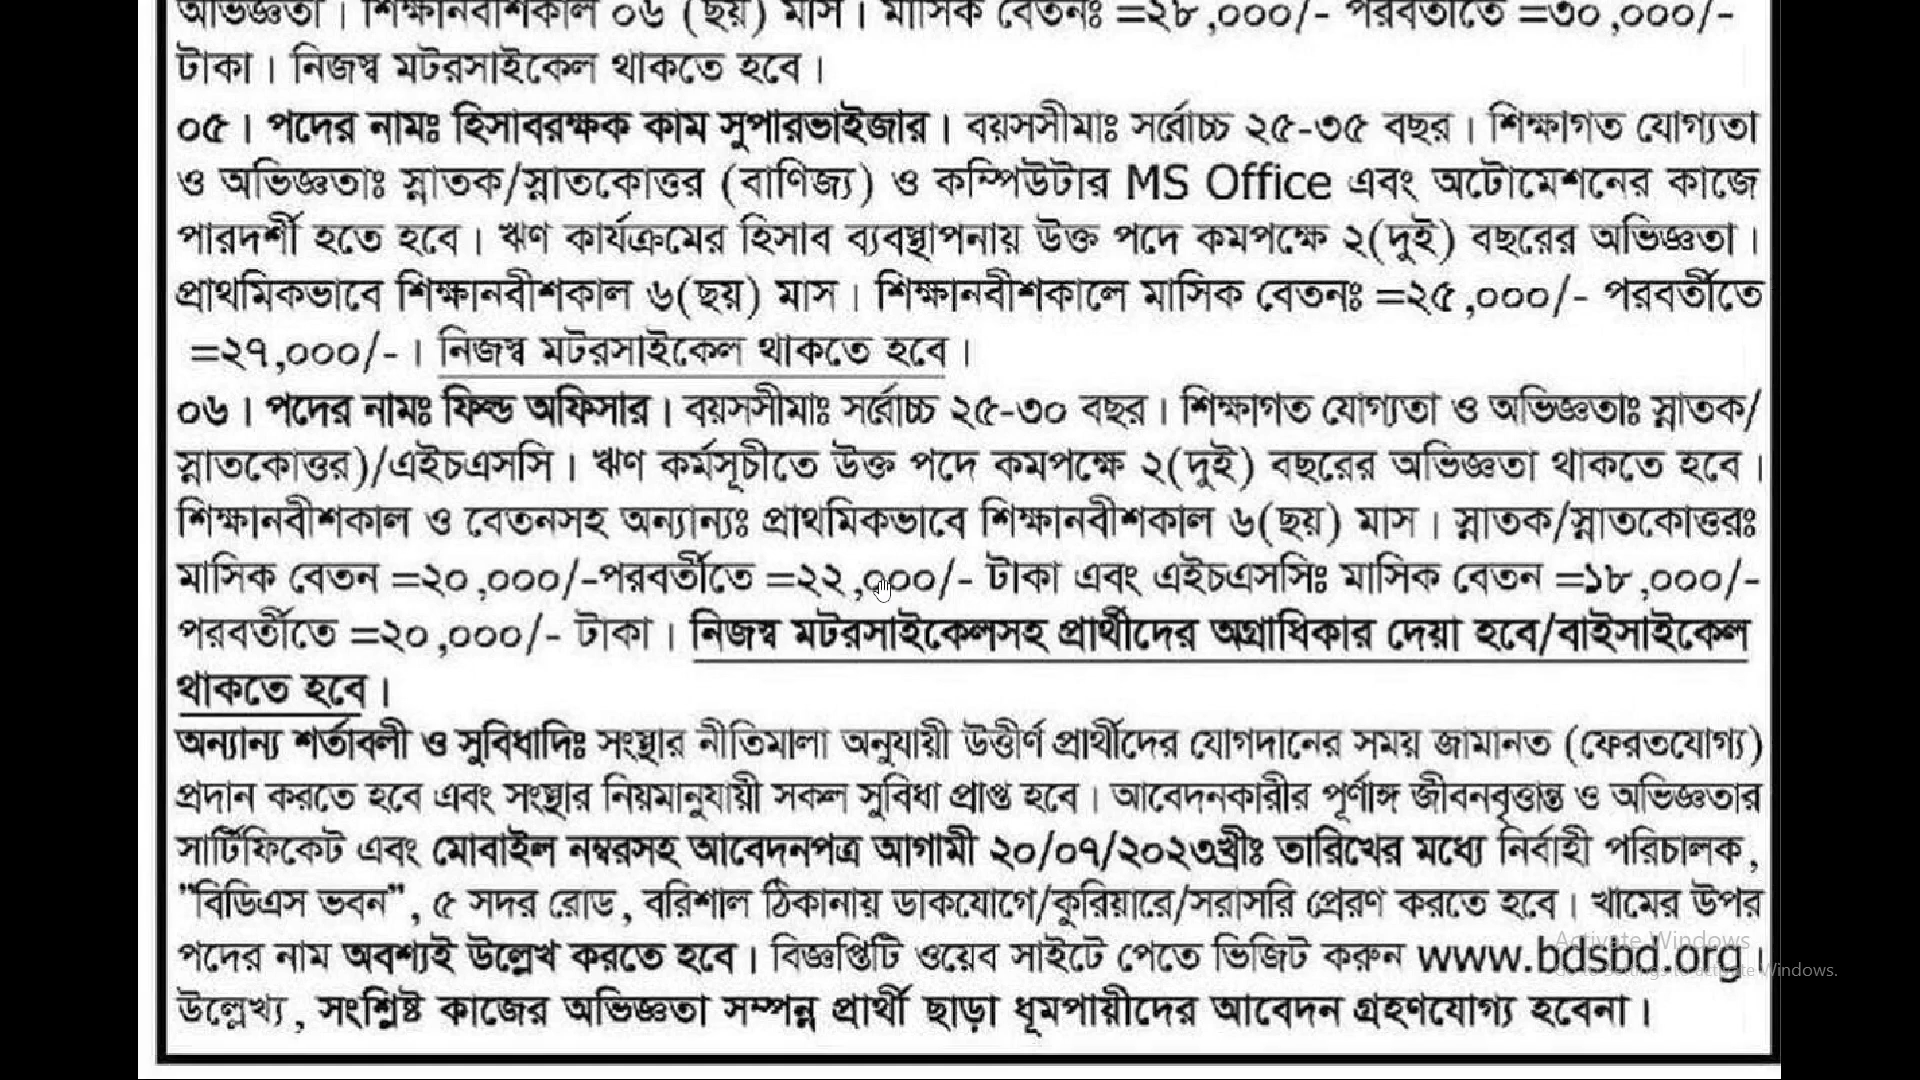 অভিজ্ঞতা। শিক্ষানবীশকাল ০৬ (ছয়) মাস। মাসিক বেতনঃ =২৮,০০০/- পরবর্তীতে =৩০,০০০/-
টাকা। নিজস্ব মটরসাইকেল থাকতে হবে।
০৫। পদের নামঃ হিসাবরক্ষক কাম সুপারভাইজার। বয়সসীমাঃ সর্বোচ্চ ২৫-৩৫ বছর। শিক্ষাগত যোগ্যতা
ও অভিজ্ঞতাঃ স্নাতক/স্নাতকোত্তর (বাণিজ্য) ও কম্পিউটার MS Office এবং অটোমেশনের কাজে
পারদর্শী হতে হবে। ঋণ কার্যক্রমের হিসাব ব্যবস্থাপনায় উক্ত পদে কমপক্ষে ২(দুই) বছরের অভিজ্ঞতা।
প্রাথমিকভাবে শিক্ষানবীশকাল ৬(ছয়) মাস। শিক্ষানবীশকালে মাসিক বেতনঃ =২৫,০০০/- পরবর্তীতে
=২৭,০০০/-। নিজস্ব মটরসাইকেল থাকতে হবে।
০৬। পদের নামঃ ফিল্ড অফিসার। বয়সসীমাঃ সর্বোচ্চ ২৫-৩০ বছর। শিক্ষাগত যোগ্যতা ও অভিজ্ঞতাঃ স্নাতক/
স্নাতকোত্তর)/এইচএসসি। ঋণ কর্মসূচীতে উক্ত পদে কমপক্ষে ২(দুই) বছরের অভিজ্ঞতা থাকতে হবে।
শিক্ষানবীশকাল ও বেতনসহ অন্যান্যঃ প্রাথমিকভাবে শিক্ষানবীশকাল ৬(ছয়) মাস। স্নাতক/স্নাতকোত্তরঃ
মাসিক বেতন =২০,০০০/-পরবর্তীতে =২২,০০০/- টাকা এবং এইচএসসিঃ মাসিক বেতন =১৮,০০০/-
পরবর্তীতে =২০,০০০/- টাকা। নিজস্ব মটরসাইকেলসহ প্রার্থীদের অগ্রাধিকার দেয়া হবে/বাইসাইকেল
থাকতে হবে।
অন্যান্য শর্তাবলী ও সুবিধাদিঃ সংস্থার নীতিমালা অনুযায়ী উত্তীর্ণ প্রার্থীদের যোগদানের সময় জামানত (ফেরতযোগ্য)
প্রদান করতে হবে এবং সংস্থার নিয়মানুযায়ী সকল সুবিধা প্রাপ্ত হবে। আবেদনকারীর পূর্ণাঙ্গ জীবনবৃত্তান্ত ও অভিজ্ঞতার
সার্টিফিকেট এবং মোবাইল নম্বরসহ আবেদনপত্র আগামী ২০/০৭/২০২৩খ্রীঃ তারিখের মধ্যে নির্বাহী পরিচালক,
"বিডিএস ভবন", ৫ সদর রোড, বরিশাল ঠিকানায় ডাকযোগে/কুরিয়ারে/সরাসরি প্রেরণ করতে হবে। খামের উপর
পদের নাম অবশ্যই উল্লেখ করতে হবে। বিজ্ঞপ্তিটি ওয়েব সাইটে পেতে ভিজিট করুন www.bdsbd.org।
উল্লেখ্য, সংশ্লিষ্ট কাজের অভিজ্ঞতা সম্পন্ন প্রার্থী ছাড়া ধূমপায়ীদের আবেদন গ্রহণযোগ্য হবেনা।
Activate Windows
Go to Settings to activate Windows.